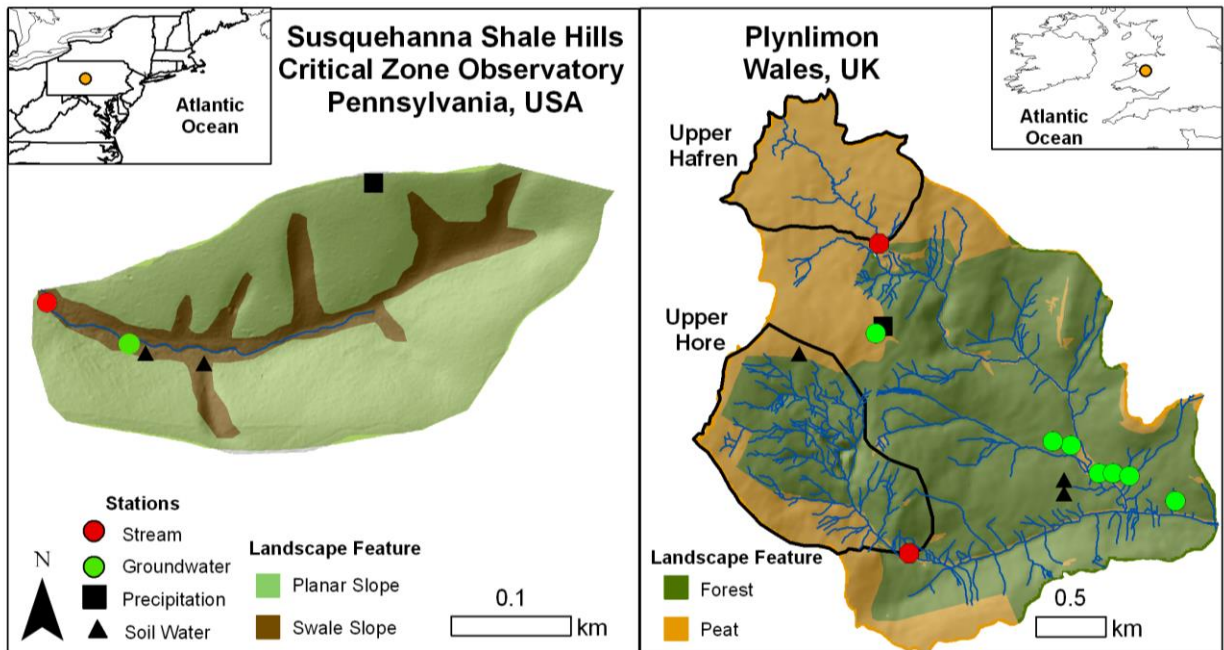 Susquehanna Shale Hills
Critical Zone Observatory
Pennsylvania, USA
Atlantic
Ocean
Stations
Stream
Groundwater
Precipitation
Soil Water
N
Landscape Feature
Planar Slope
Swale Slope
0.1
km
Plynlimon
Wales, UK
Atlantic
Ocean
Upper
Hafren
Upper
Hore
Landscape Feature
Forest
Peat
0.5
km